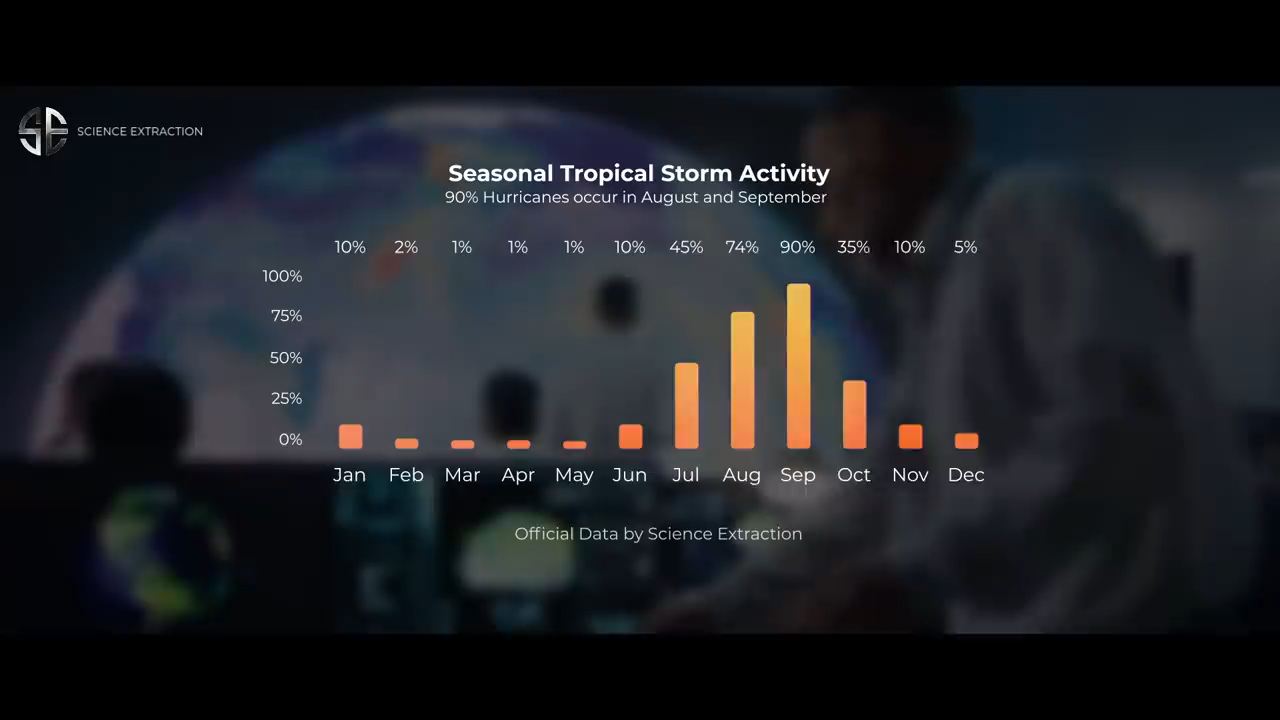 SCIENCE EXTRACTION
Seasonal Tropical Storm Activity
90% Hurricanes occur in August and September
10% 2% 1% 1% 1% 10% 45% 74% 90% 35% 10% 5%
100%
75%
50%
25%
0%
Jan Feb Mar Apr May Jun Jul Aug Sep Oct Nov Dec
Official Data by Science Extraction